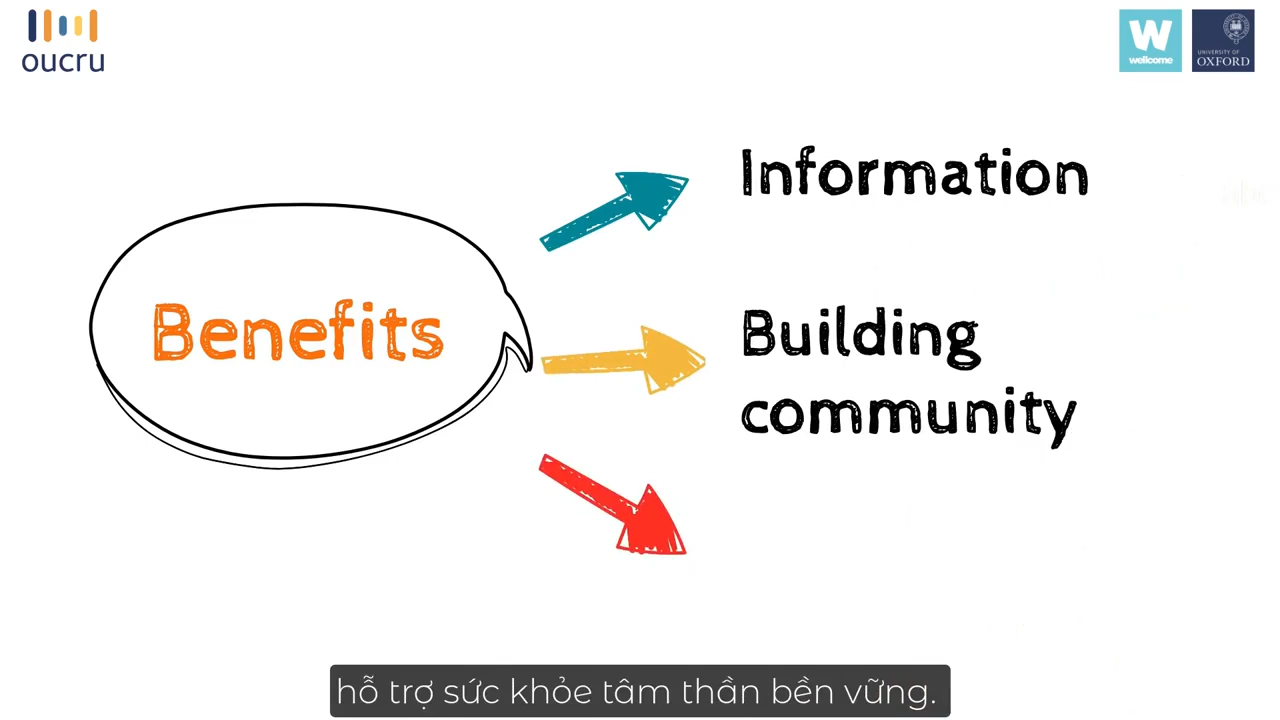 oucru
W
wellcome
UNIVERSITY OF
OXFORD
Information
Benefits
Building
community
hỗ trợ sức khỏe tâm thần bền vững.